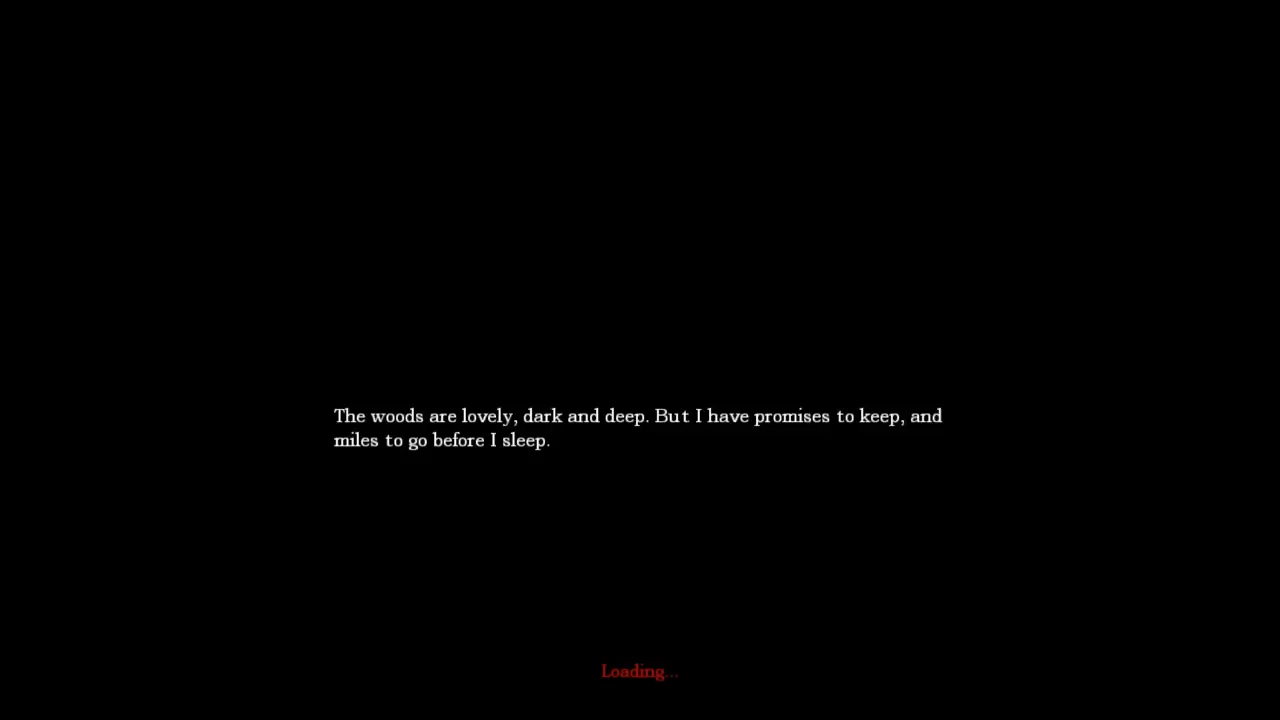 The woods are lovely, dark and deep. But I have promises to keep, and
miles to go before I sleep.
Loading...